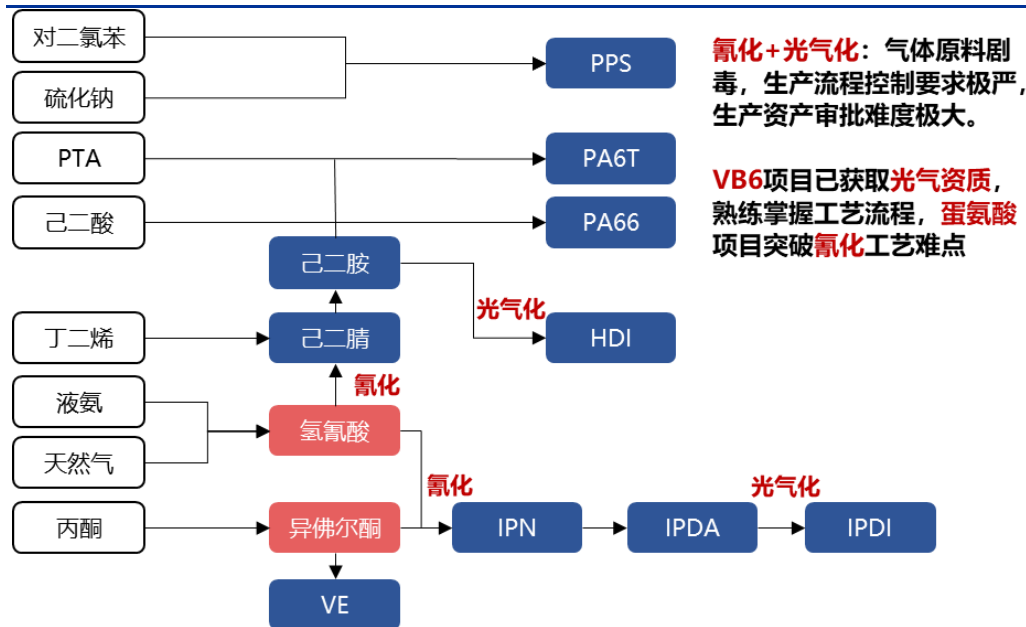 对二氯苯
硫化钠
PPS
氰化+光气化：气体原料剧
毒，生产流程控制要求极严，
生产资产审批难度极大。
PTA
PA6T
己二酸
PA66
VB6项目已获取光气资质，
熟练掌握工艺流程，蛋氨酸
项目突破氰化工艺难点
己二胺
光气化
丁二烯
己二腈
HDI
氰化
液氨
氢氰酸
天然气
氰化
光气化
丙酮
异佛尔酮
IPN
IPDA
IPDI
VE